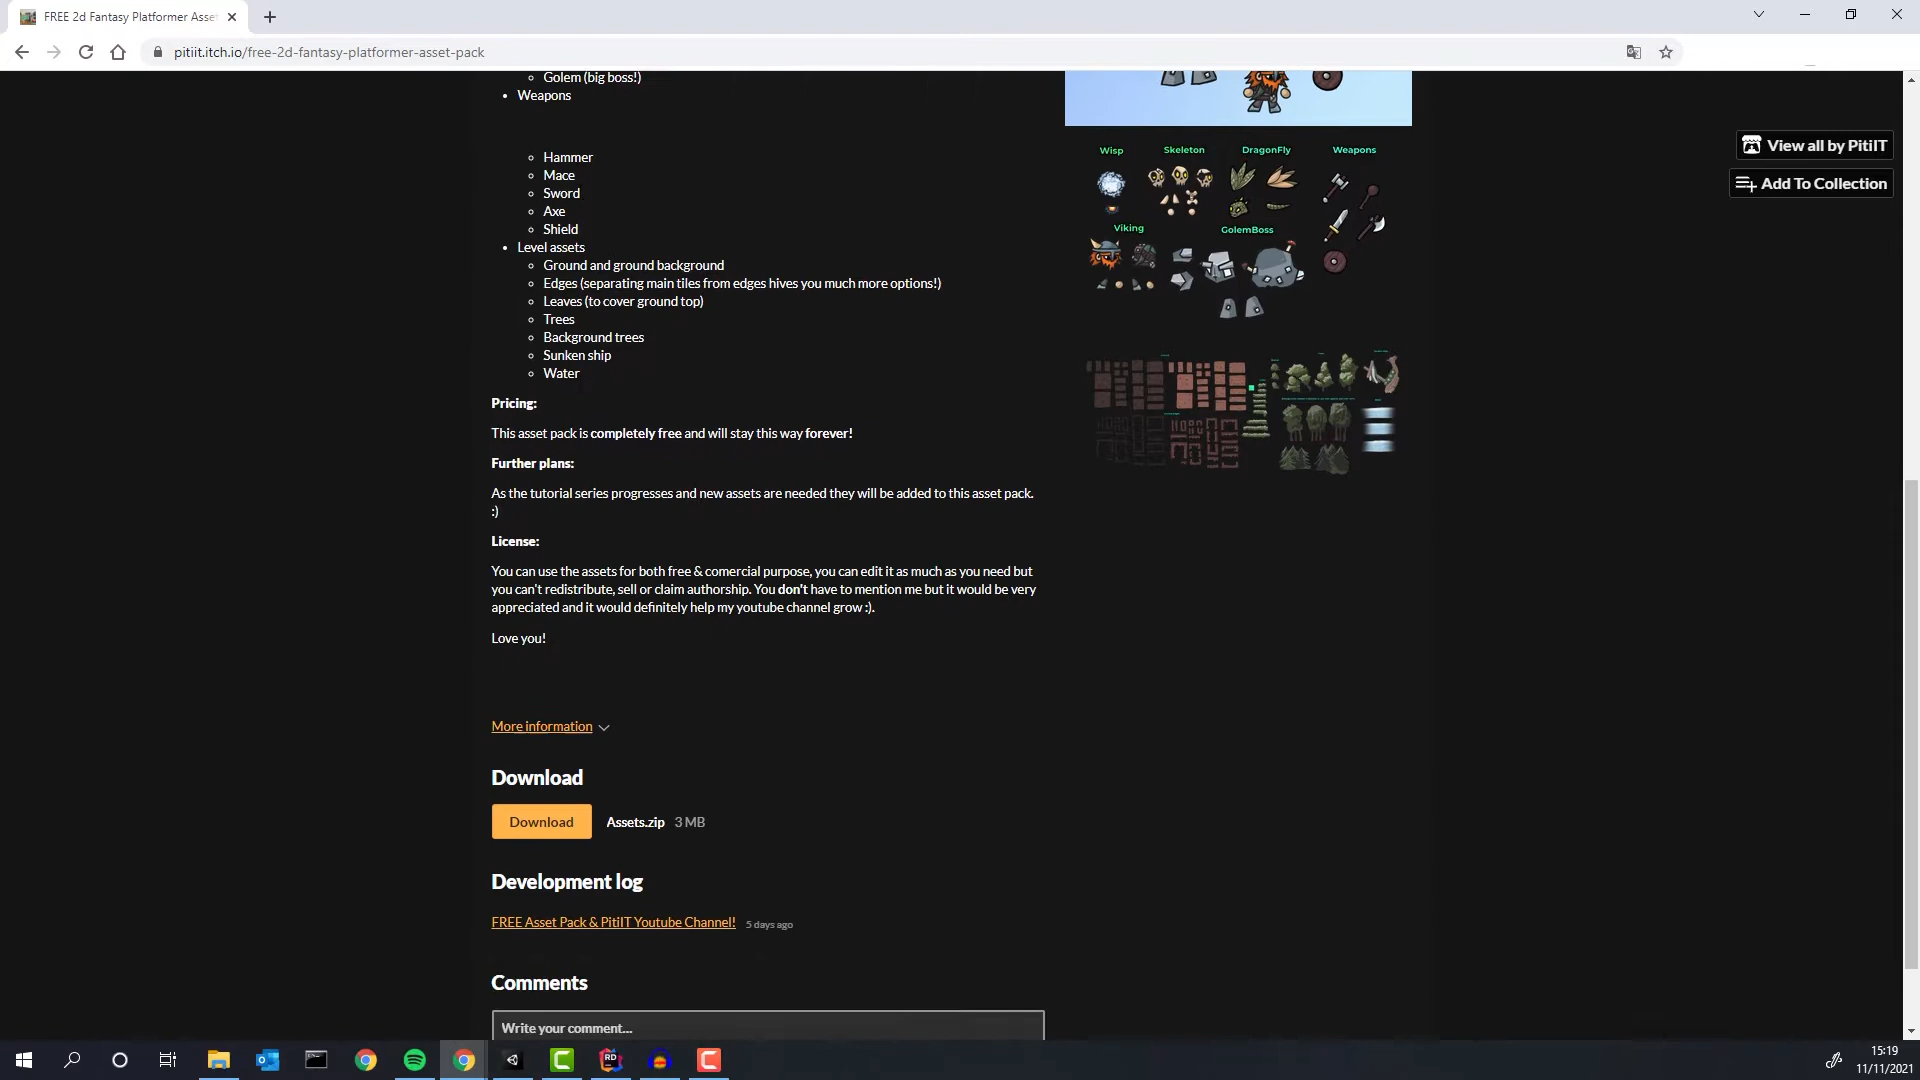 FREE 2d Fantasy Platformer Asse
pitiit.itch.io/free-2d-fantasy-platformer-asset-pack
Golem (big boss!)
Weapons
Hammer
Mace
Sword
Axe
Shield
Level assets
Ground and ground background
Edges (separating main tiles from edges hives you much more options!)
Leaves (to cover ground top)
Trees
Background trees
Sunken ship
Water
Pricing:
This asset pack is completely free and will stay this way forever!
Further plans:
As the tutorial series progresses and new assets are needed they will be added to this asset pack.
:)
License:
You can use the assets for both free & comercial purpose, you can edit it as much as you need but
you can't redistribute, sell or claim authorship. You don't have to mention me but it would be very
appreciated and it would definitely help my youtube channel grow :).
Love you!
More information
Download
Download Assets.zip 3 MB
Development log
FREE Asset Pack & PitiIT Youtube Channel! 5 days ago
Comments
Write your comment...
Wisp Skeleton DragonFly Weapons
Viking GolemBoss
View all by PitiIT
Add To Collection
RD
15:19
11/11/2021